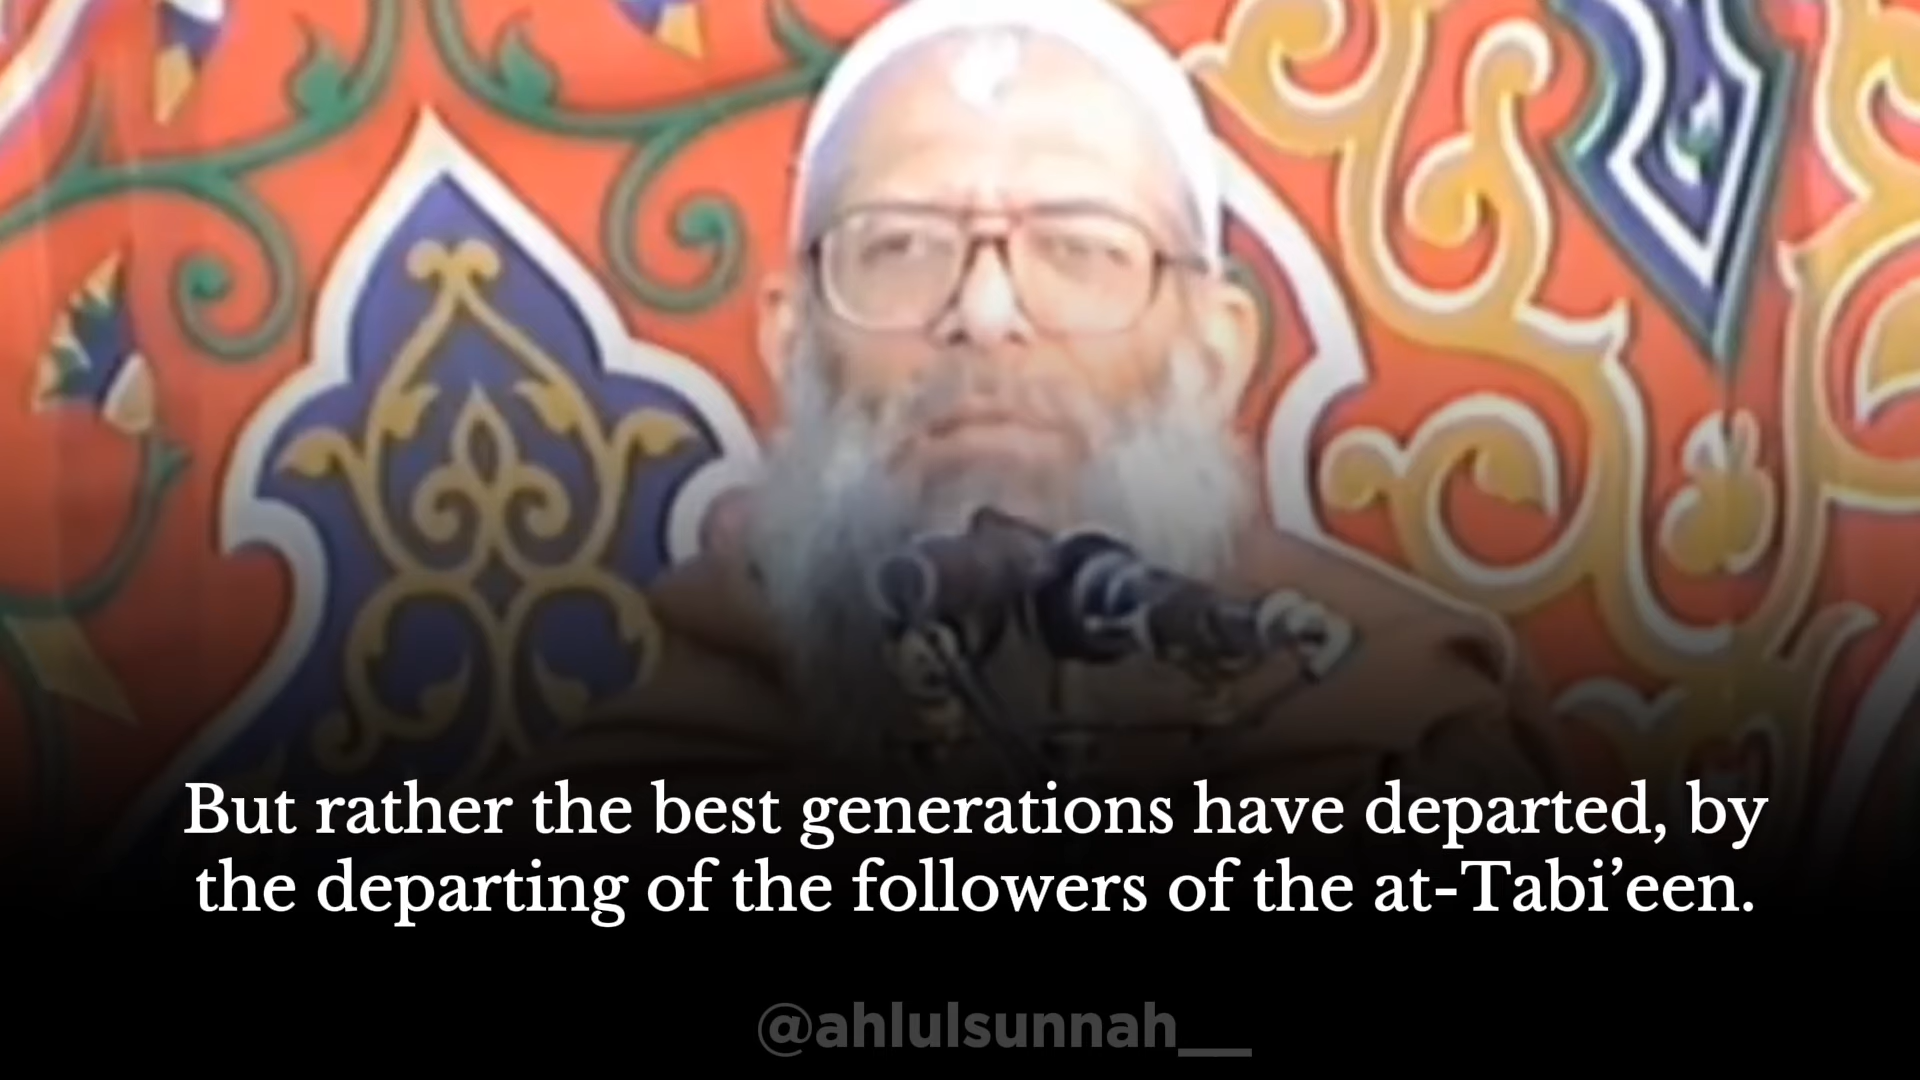 But rather the best generations have departed, by
the departing of the followers of the at-Tabi’een.
@ahlulsunnah__